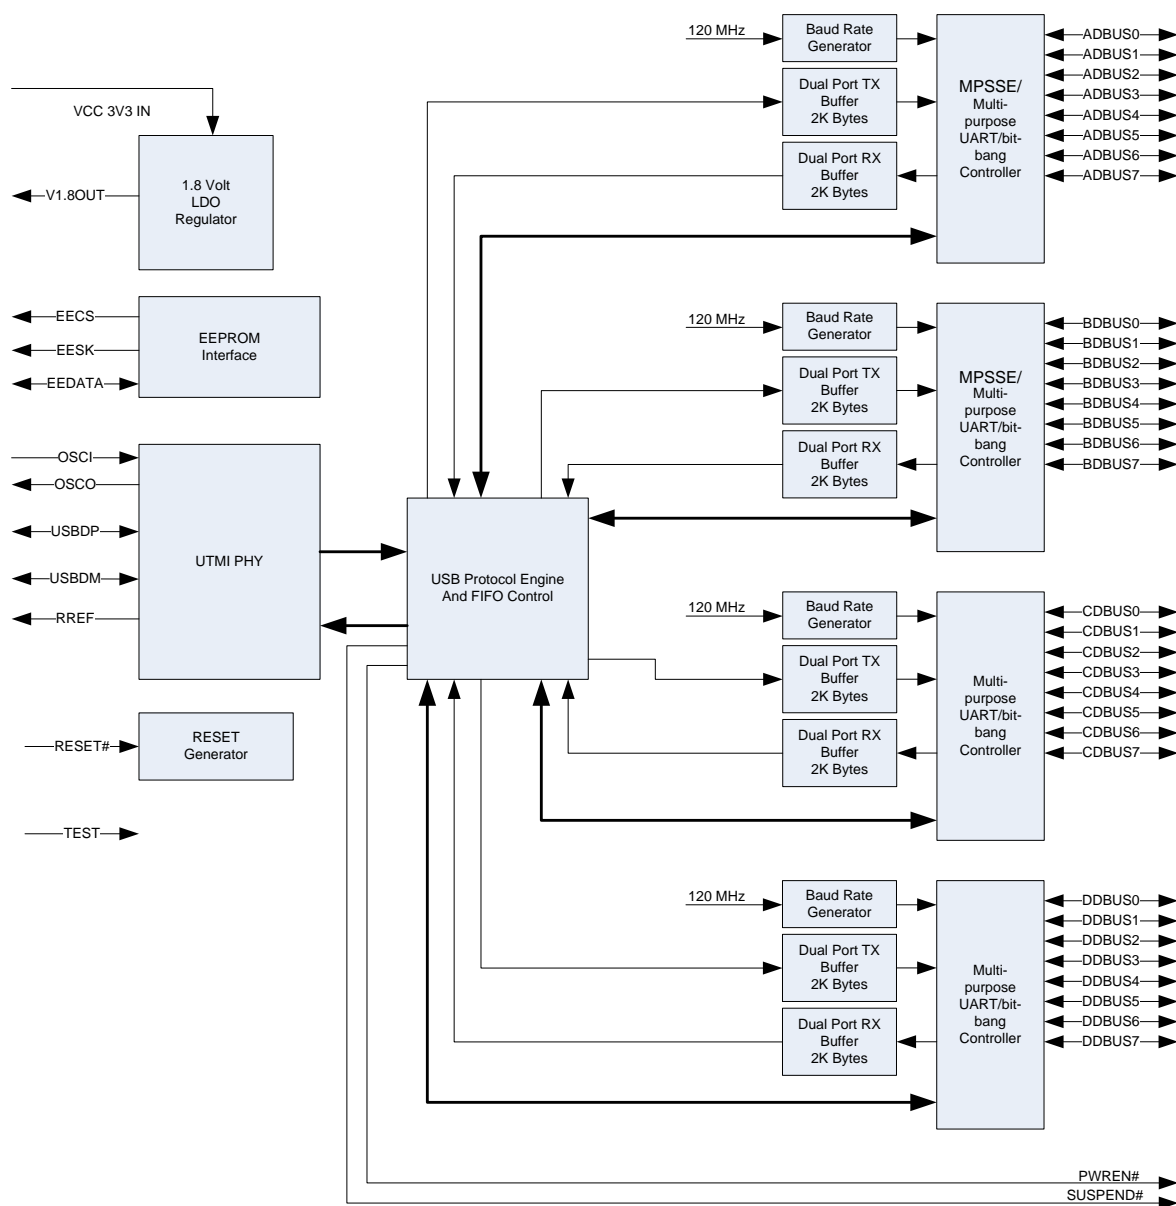 VCC 3V3 IN
1.8 Volt
LDO
Regulator
V1.8OUT
EECS
EESK
EEDATA
EEPROM
Interface
OSCI
OSCO
USBDP
USBDM
RREF
UTMI PHY
RESET#
RESET
Generator
TEST
USB Protocol Engine
And FIFO Control
120 MHz
Baud Rate
Generator
Dual Port TX
Buffer
2K Bytes
Dual Port RX
Buffer
2K Bytes
MPSSE/
Multi-
purpose
UART/bit-
bang
Controller
ADBUS0
ADBUS1
ADBUS2
ADBUS3
ADBUS4
ADBUS5
ADBUS6
ADBUS7
120 MHz
Baud Rate
Generator
Dual Port TX
Buffer
2K Bytes
Dual Port RX
Buffer
2K Bytes
MPSSE/
Multi-
purpose
UART/bit-
bang
Controller
BDBUS0
BDBUS1
BDBUS2
BDBUS3
BDBUS4
BDBUS5
BDBUS6
BDBUS7
120 MHz
Baud Rate
Generator
Dual Port TX
Buffer
2K Bytes
Dual Port RX
Buffer
2K Bytes
Multi-
purpose
UART/bit-
bang
Controller
CDBUS0
CDBUS1
CDBUS2
CDBUS3
CDBUS4
CDBUS5
CDBUS6
CDBUS7
120 MHz
Baud Rate
Generator
Dual Port TX
Buffer
2K Bytes
Dual Port RX
Buffer
2K Bytes
Multi-
purpose
UART/bit-
bang
Controller
DDBUS0
DDBUS1
DDBUS2
DDBUS3
DDBUS4
DDBUS5
DDBUS6
DDBUS7
PWREN#
SUSPEND#